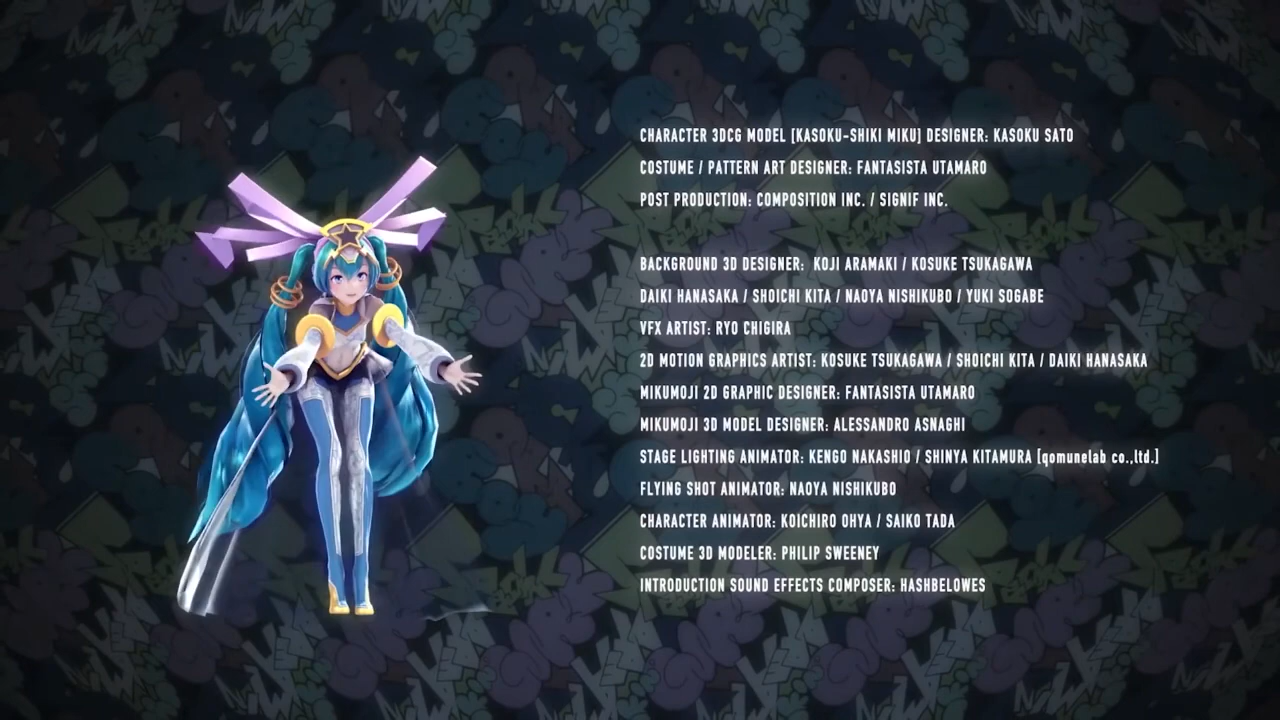 CHARACTER 3DCG MODEL [KASOKU-SHIKI MIKU] DESIGNER: KASOKU SATO
COSTUME / PATTERN ART DESIGNER: FANTASISTA UTAMARO
POST PRODUCTION: COMPOSITION INC. / SIGNIF INC.
BACKGROUND 3D DESIGNER: KOJI ARAMAKI / KOSUKE TSUKAGAWA
DAIKI HANASAKA / SHOICHI KITA / NAOYA NISHIKUBO / YUKI SOGABE
VFX ARTIST: RYO CHIGIRA
2D MOTION GRAPHICS ARTIST: KOSUKE TSUKAGAWA / SHOICHI KITA / DAIKI HANASAKA
MIKUMOJI 2D GRAPHIC DESIGNER: FANTASISTA UTAMARO
MIKUMOJI 3D MODEL DESIGNER: ALESSANDRO ASNAGHI
STAGE LIGHTING ANIMATOR: KENGO NAKASHIO / SHINYA KITAMURA [qomunelab co.,ltd.]
FLYING SHOT ANIMATOR: NAOYA NISHIKUBO
CHARACTER ANIMATOR: KOICHIRO OHYA / SAIKO TADA
COSTUME 3D MODELER: PHILIP SWEENEY
INTRODUCTION SOUND EFFECTS COMPOSER: HASHBELOWES